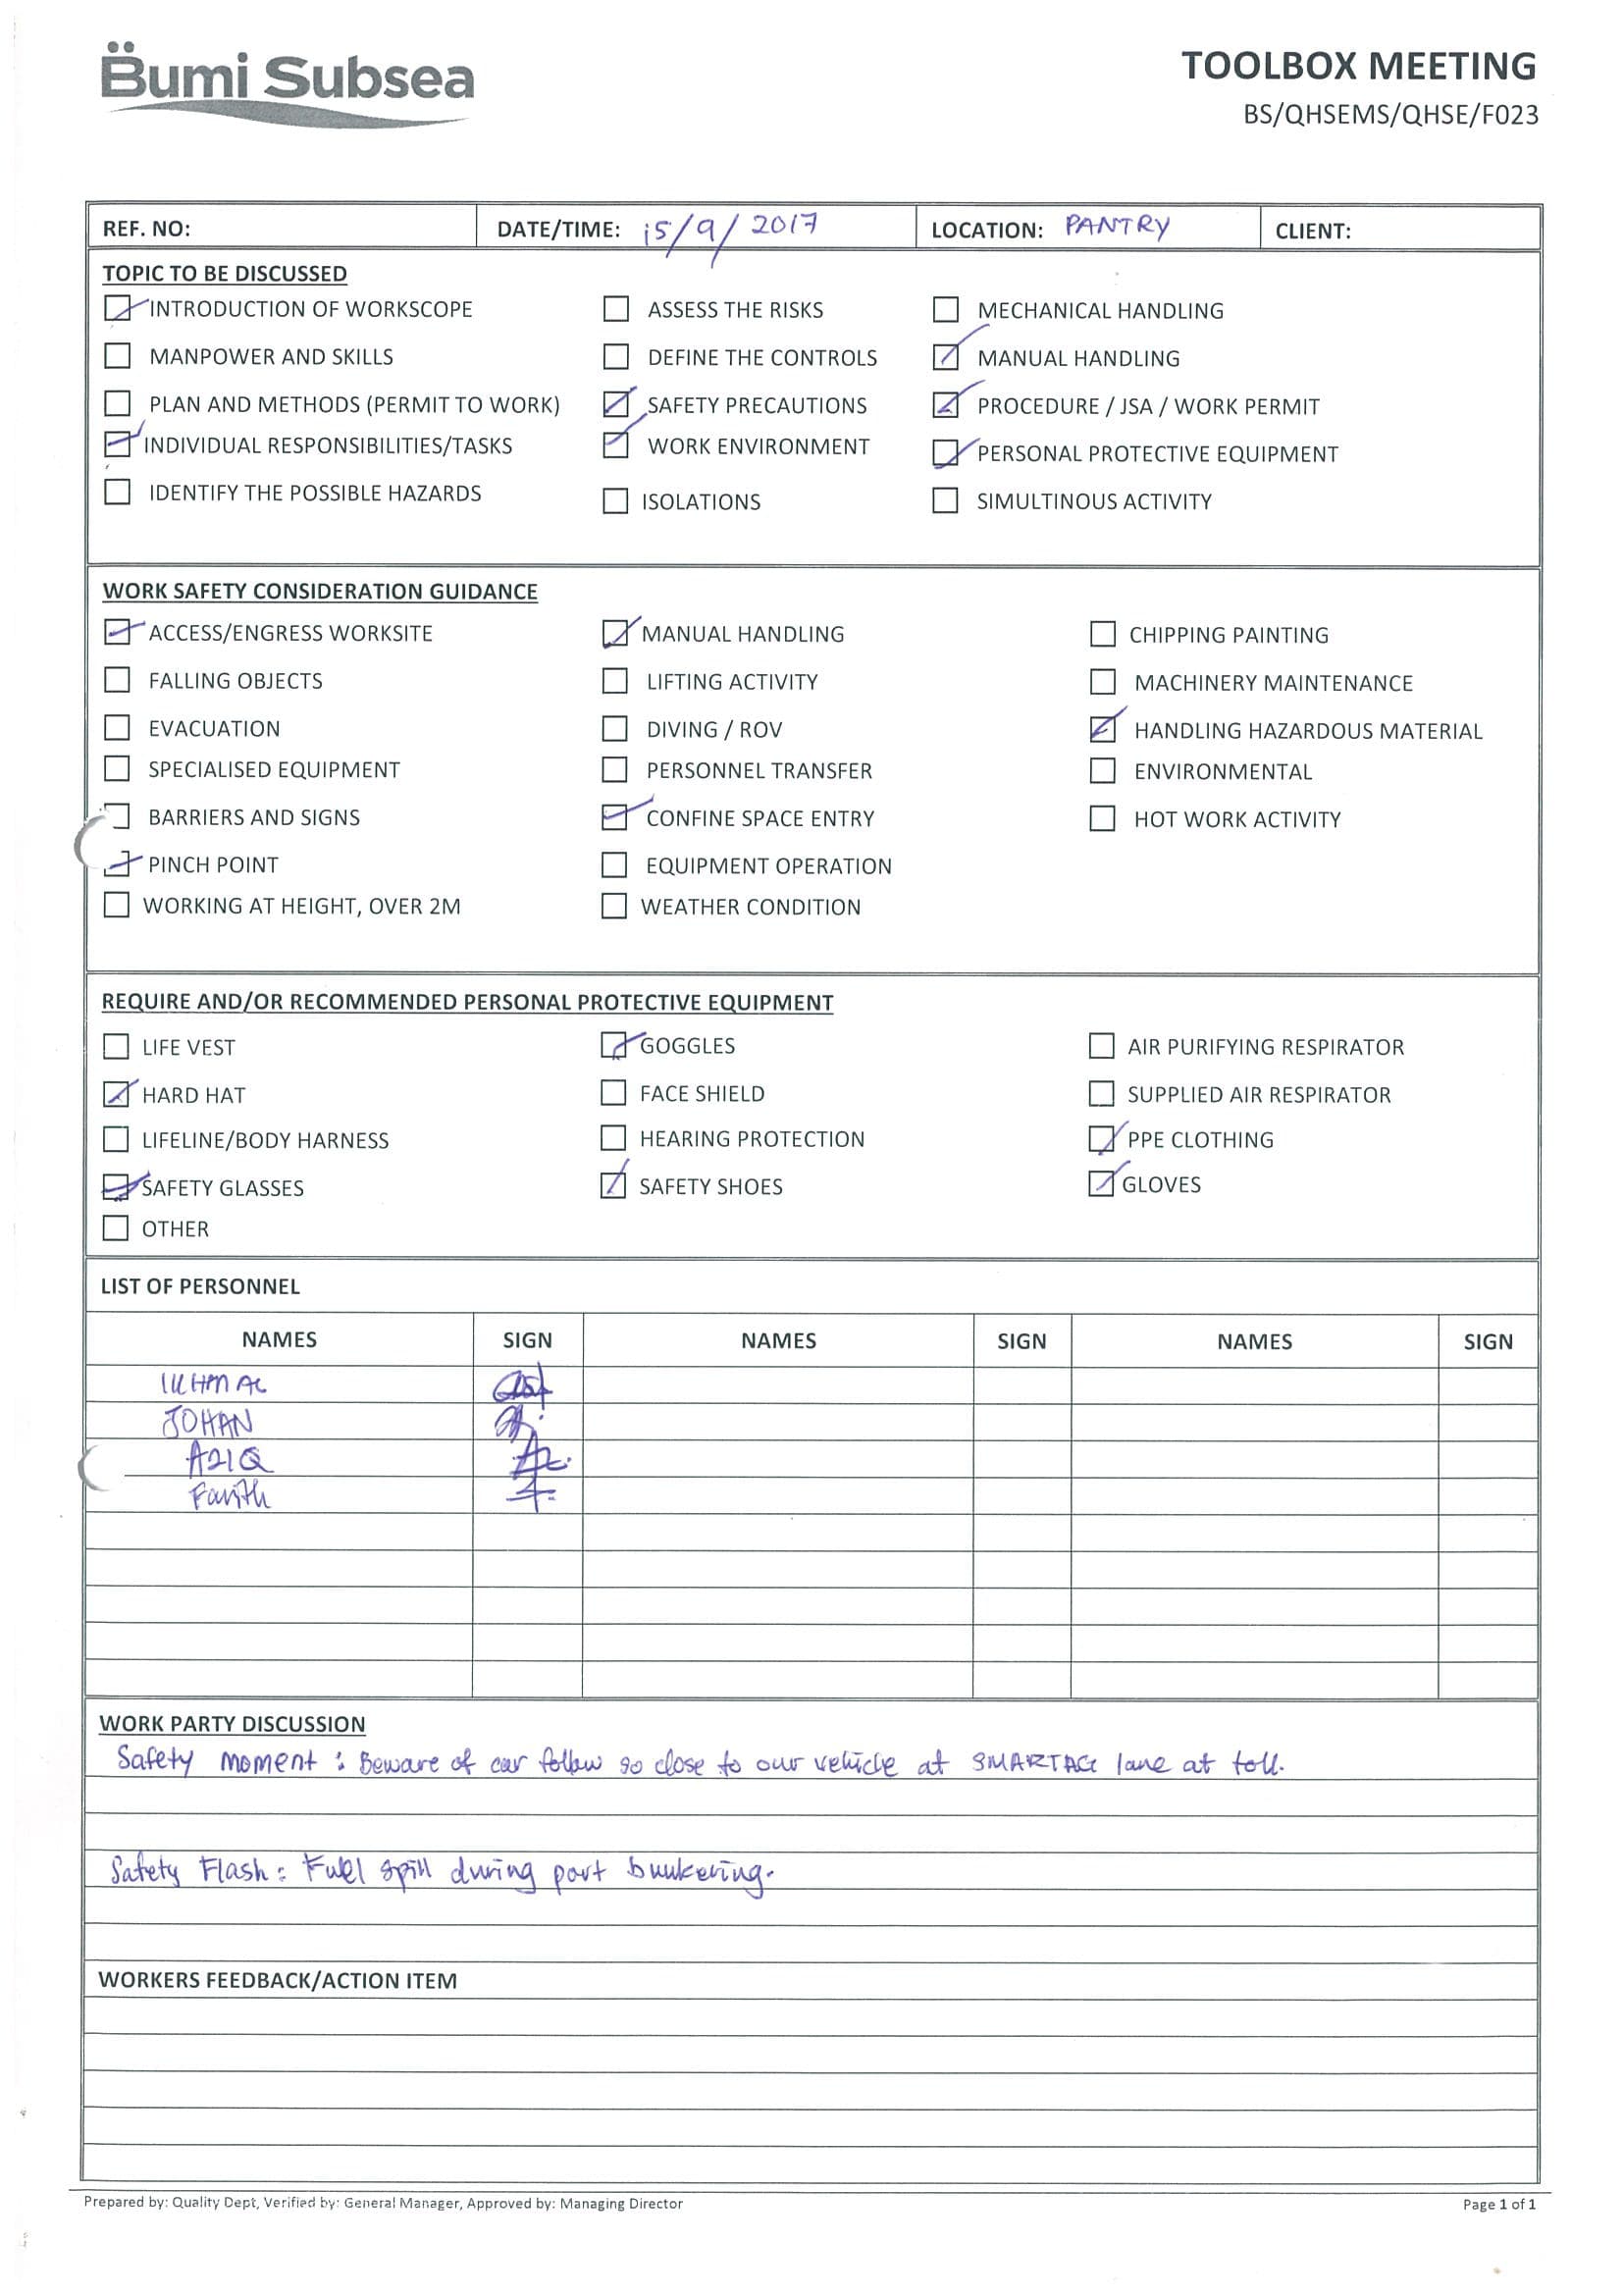 Bumi Subsea
TOOLBOX MEETING
BS/QHSEMS/QHSE/F023
REF. NO: DATE/TIME: 15/9/2017 LOCATION: PANTRY CLIENT:
TOPIC TO BE DISCUSSED
INTRODUCTION OF WORKSCOPE ASSESS THE RISKS MECHANICAL HANDLING
MANPOWER AND SKILLS DEFINE THE CONTROLS MANUAL HANDLING
PLAN AND METHODS (PERMIT TO WORK) SAFETY PRECAUTIONS PROCEDURE / JSA / WORK PERMIT
INDIVIDUAL RESPONSIBILITIES/TASKS WORK ENVIRONMENT PERSONAL PROTECTIVE EQUIPMENT
IDENTIFY THE POSSIBLE HAZARDS ISOLATIONS SIMULTINOUS ACTIVITY
WORK SAFETY CONSIDERATION GUIDANCE
ACCESS/ENGRESS WORKSITE MANUAL HANDLING CHIPPING PAINTING
FALLING OBJECTS LIFTING ACTIVITY MACHINERY MAINTENANCE
EVACUATION DIVING / ROV HANDLING HAZARDOUS MATERIAL
SPECIALISED EQUIPMENT PERSONNEL TRANSFER ENVIRONMENTAL
BARRIERS AND SIGNS CONFINE SPACE ENTRY HOT WORK ACTIVITY
PINCH POINT EQUIPMENT OPERATION
WORKING AT HEIGHT, OVER 2M WEATHER CONDITION
REQUIRE AND/OR RECOMMENDED PERSONAL PROTECTIVE EQUIPMENT
LIFE VEST GOGGLES AIR PURIFYING RESPIRATOR
HARD HAT FACE SHIELD SUPPLIED AIR RESPIRATOR
LIFELINE/BODY HARNESS HEARING PROTECTION PPE CLOTHING
SAFETY GLASSES SAFETY SHOES GLOVES
OTHER
LIST OF PERSONNEL
NAMES SIGN NAMES SIGN NAMES SIGN
JOHAN
AZIQ
WORK PARTY DISCUSSION
Safety moment : Beware of car follow so close to our vehicle at SMARTAG lane at toll.
Safety Flash : Fuel spill during port bunkering.
WORKERS FEEDBACK/ACTION ITEM
Prepared by: Quality Dept, Verified by: General Manager, Approved by: Managing Director
Page 1 of 1